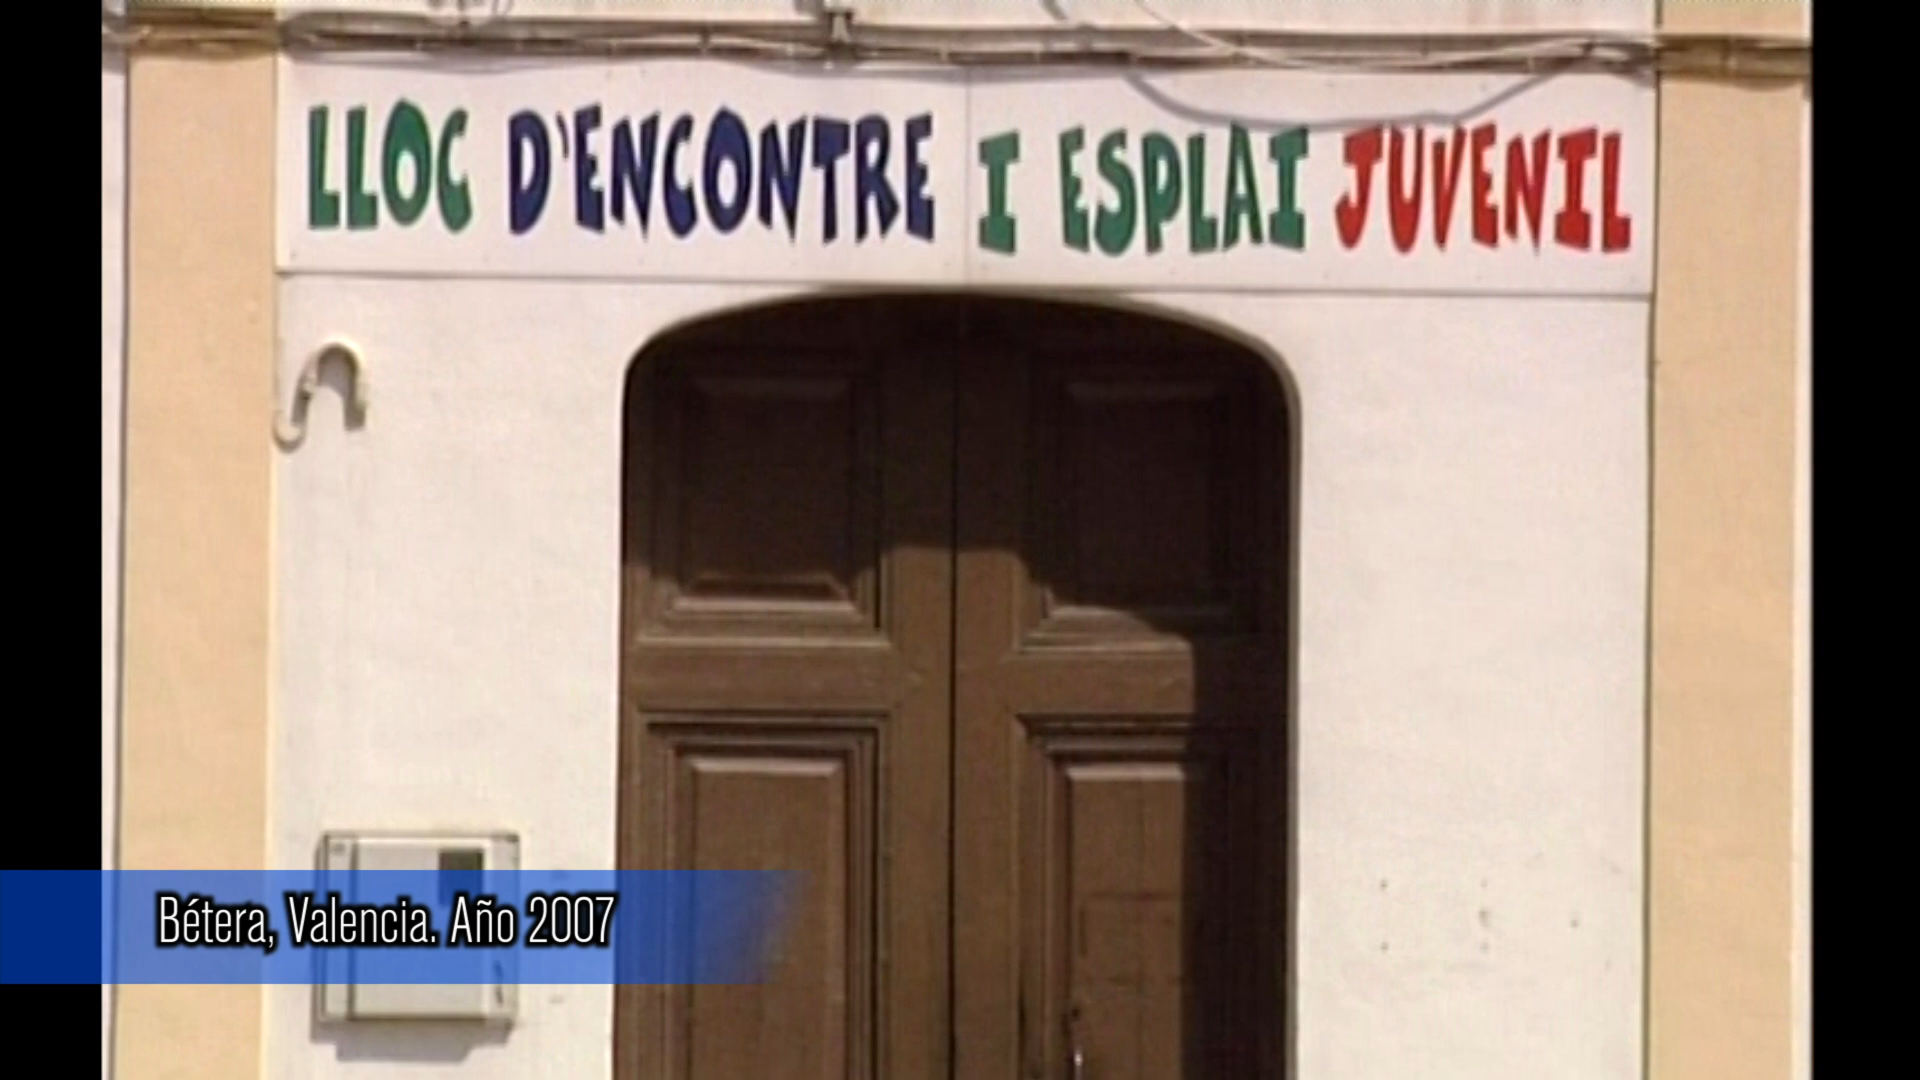 LLOC D'ENCONTRE I ESPLAI JUVENIL
Bétera, Valencia. Año 2007